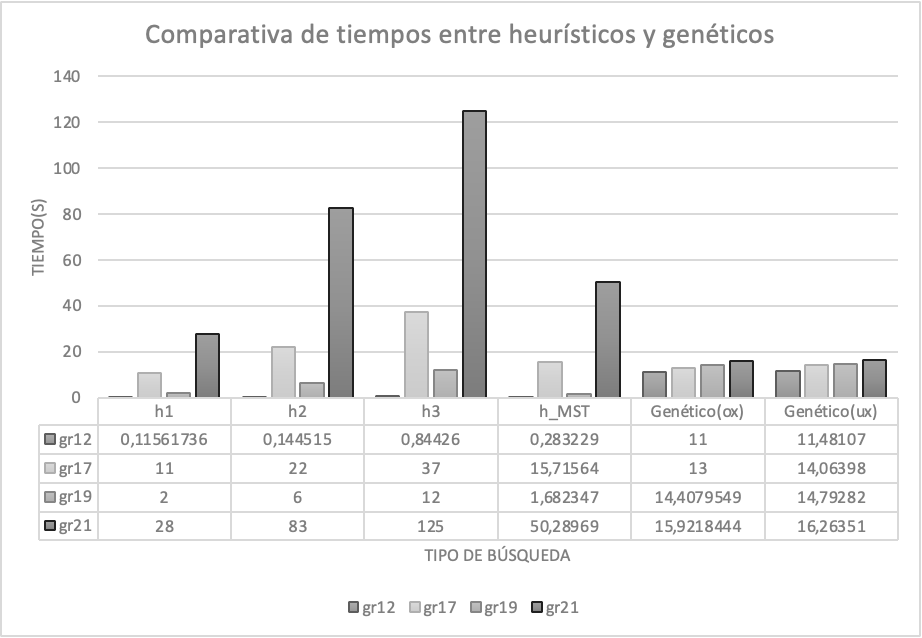 Comparativa de tiempos entre heurísticos y genéticos
140
120
100
80
60
40
20
0
TIEMPO(S)
h1 h2 h3 h_MST Genético(ox) Genético(ux)
gr12 0,11561736 0,144515 0,84426 0,283229 11 11,48107
gr17 11 22 37 15,71564 13 14,06398
gr19 2 6 12 1,682347 14,4079549 14,79282
gr21 28 83 125 50,28969 15,9218444 16,26351
TIPO DE BÚSQUEDA
gr12 gr17 gr19 gr21